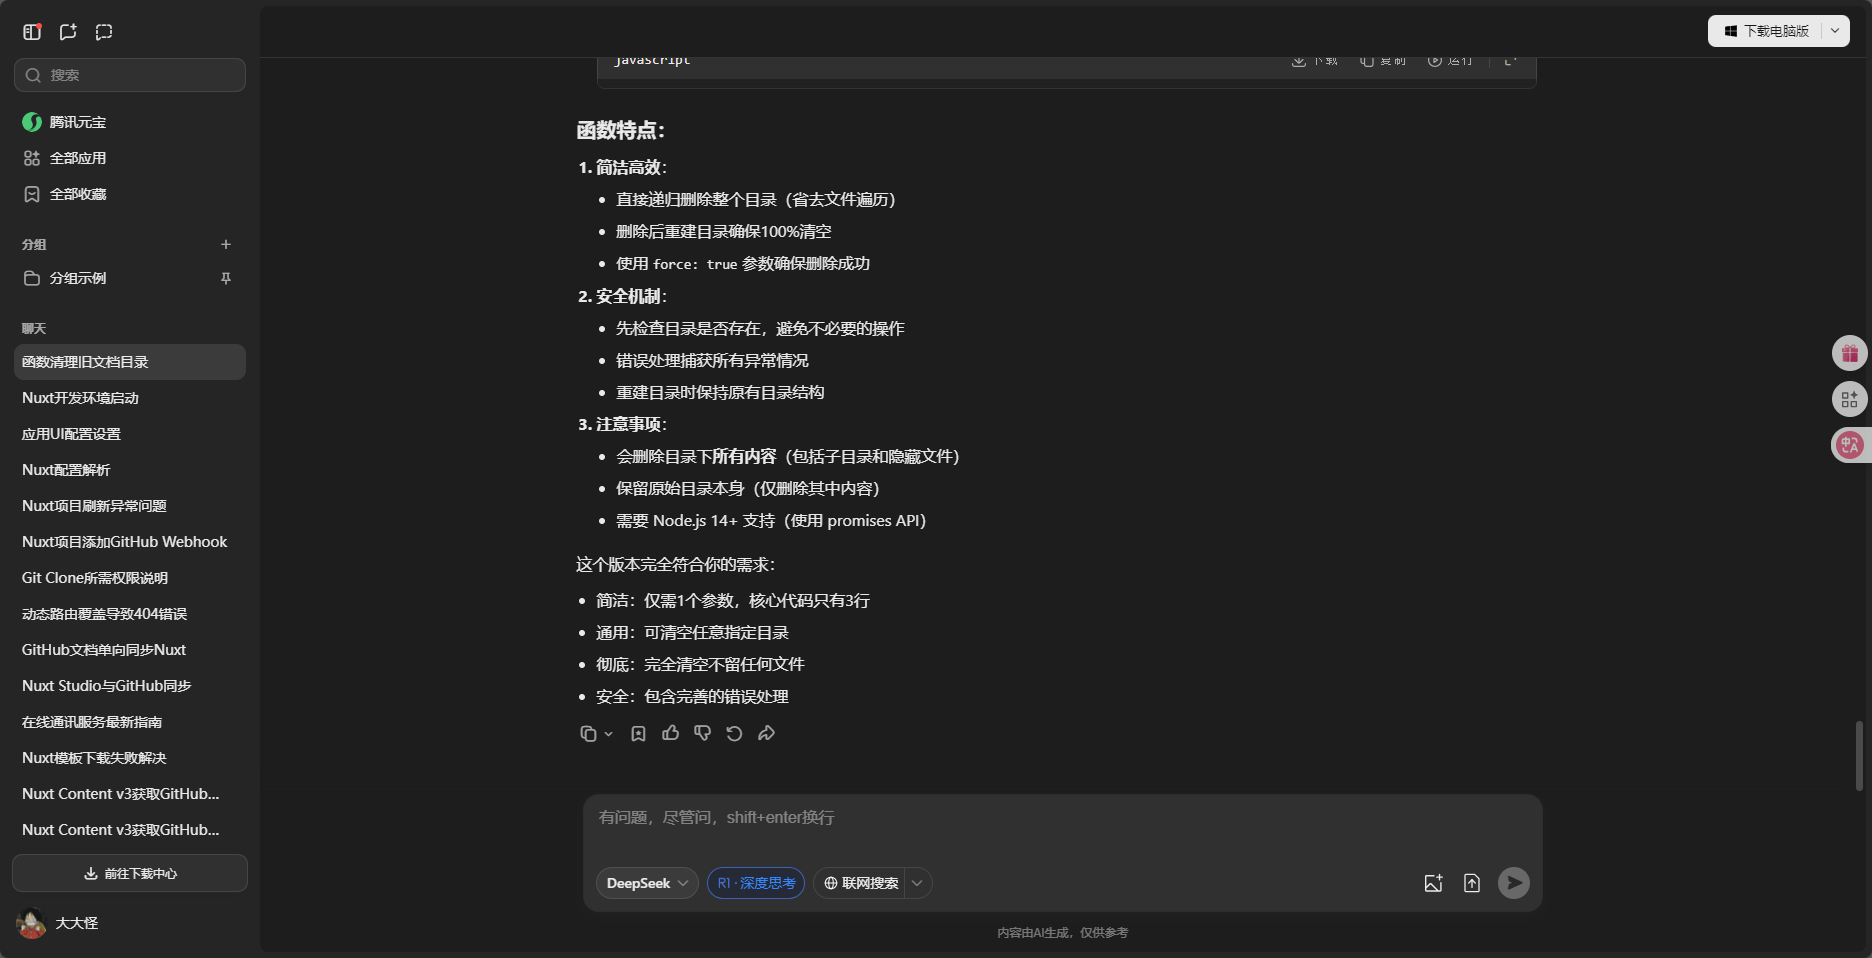 搜索
腾讯元宝
全部应用
全部收藏
分组
分组示例
聊天
函数清理旧文档目录
Nuxt开发环境启动
应用UI配置设置
Nuxt配置解析
Nuxt项目刷新异常问题
Nuxt项目添加GitHub Webhook
Git Clone所需权限说明
动态路由覆盖导致404错误
GitHub文档单向同步Nuxt
Nuxt Studio与GitHub同步
在线通讯服务最新指南
Nuxt模板下载失败解决
Nuxt Content v3获取GitHub...
Nuxt Content v3获取GitHub...
前往下载中心
大大怪
下载电脑版
javascript 下载 复制 运行
函数特点：
1. 简洁高效：
• 直接递归删除整个目录（省去文件遍历）
• 删除后重建目录确保100%清空
• 使用 force: true 参数确保删除成功
2. 安全机制：
• 先检查目录是否存在，避免不必要的操作
• 错误处理捕获所有异常情况
• 重建目录时保持原有目录结构
3. 注意事项：
• 会删除目录下所有内容（包括子目录和隐藏文件）
• 保留原始目录本身（仅删除其中内容）
• 需要 Node.js 14+ 支持（使用 promises API）
这个版本完全符合你的需求：
• 简洁：仅需1个参数，核心代码只有3行
• 通用：可清空任意指定目录
• 彻底：完全清空不留任何文件
• 安全：包含完善的错误处理
有问题，尽管问，shift+enter换行
DeepSeek R1 · 深度思考 联网搜索
内容由AI生成，仅供参考